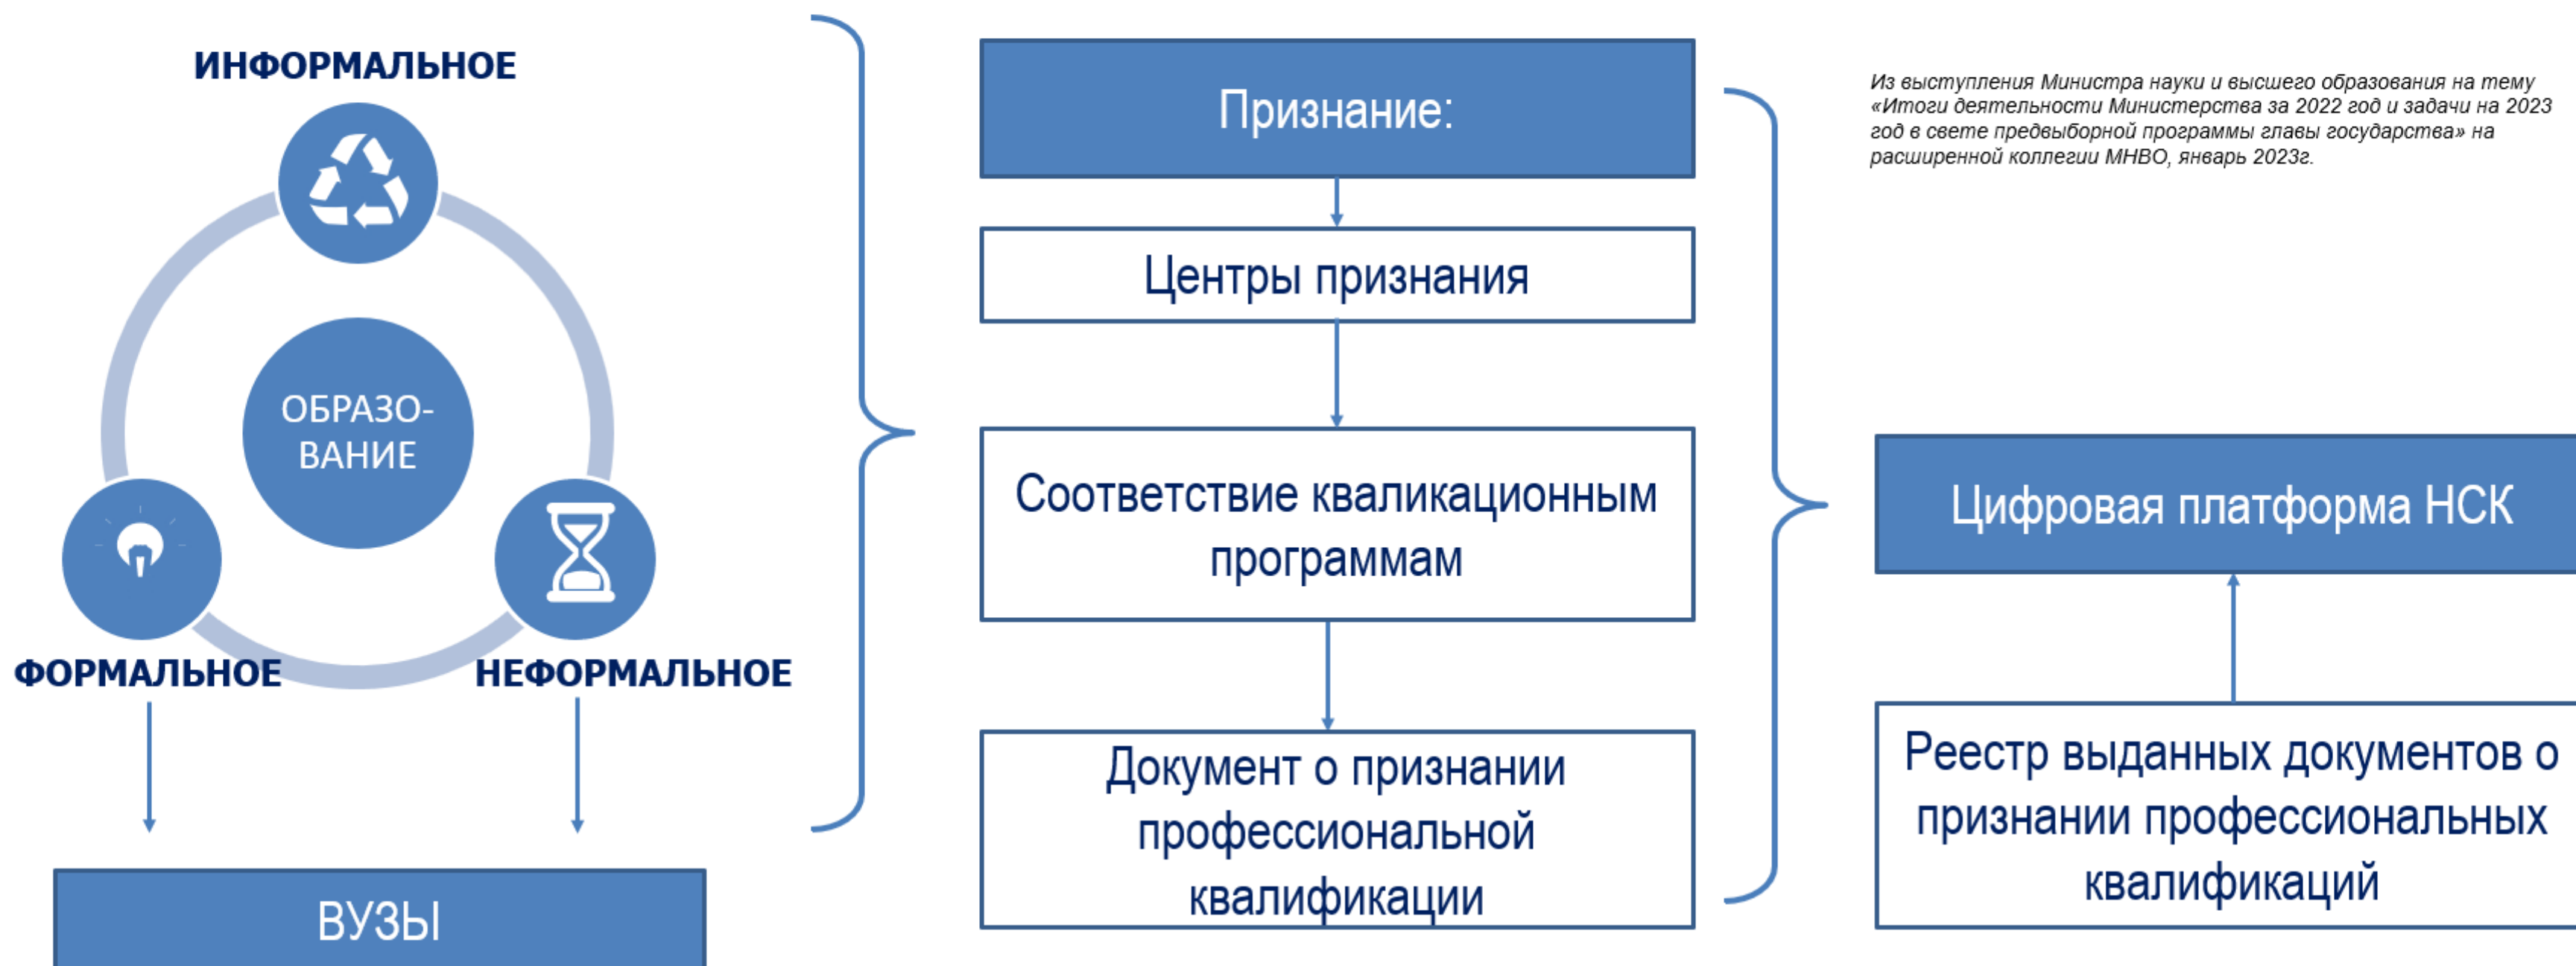 ИНФОРМАЛЬНОЕ
ОБРАЗО-
ВАНИЕ
ФОРМАЛЬНОЕ
НЕФОРМАЛЬНОЕ
ВУЗЫ
Признание:
Центры признания
Соответствие кваликационным
программам
Документ о признании
профессиональной
квалификации
Из выступления Министра науки и высшего образования на тему
«Итоги деятельности Министерства за 2022 год и задачи на 2023
год в свете предвыборной программы главы государства» на
расширенной коллегии МНВО, январь 2023г.
Цифровая платформа НСК
Реестр выданных документов о
признании профессиональных
квалификаций